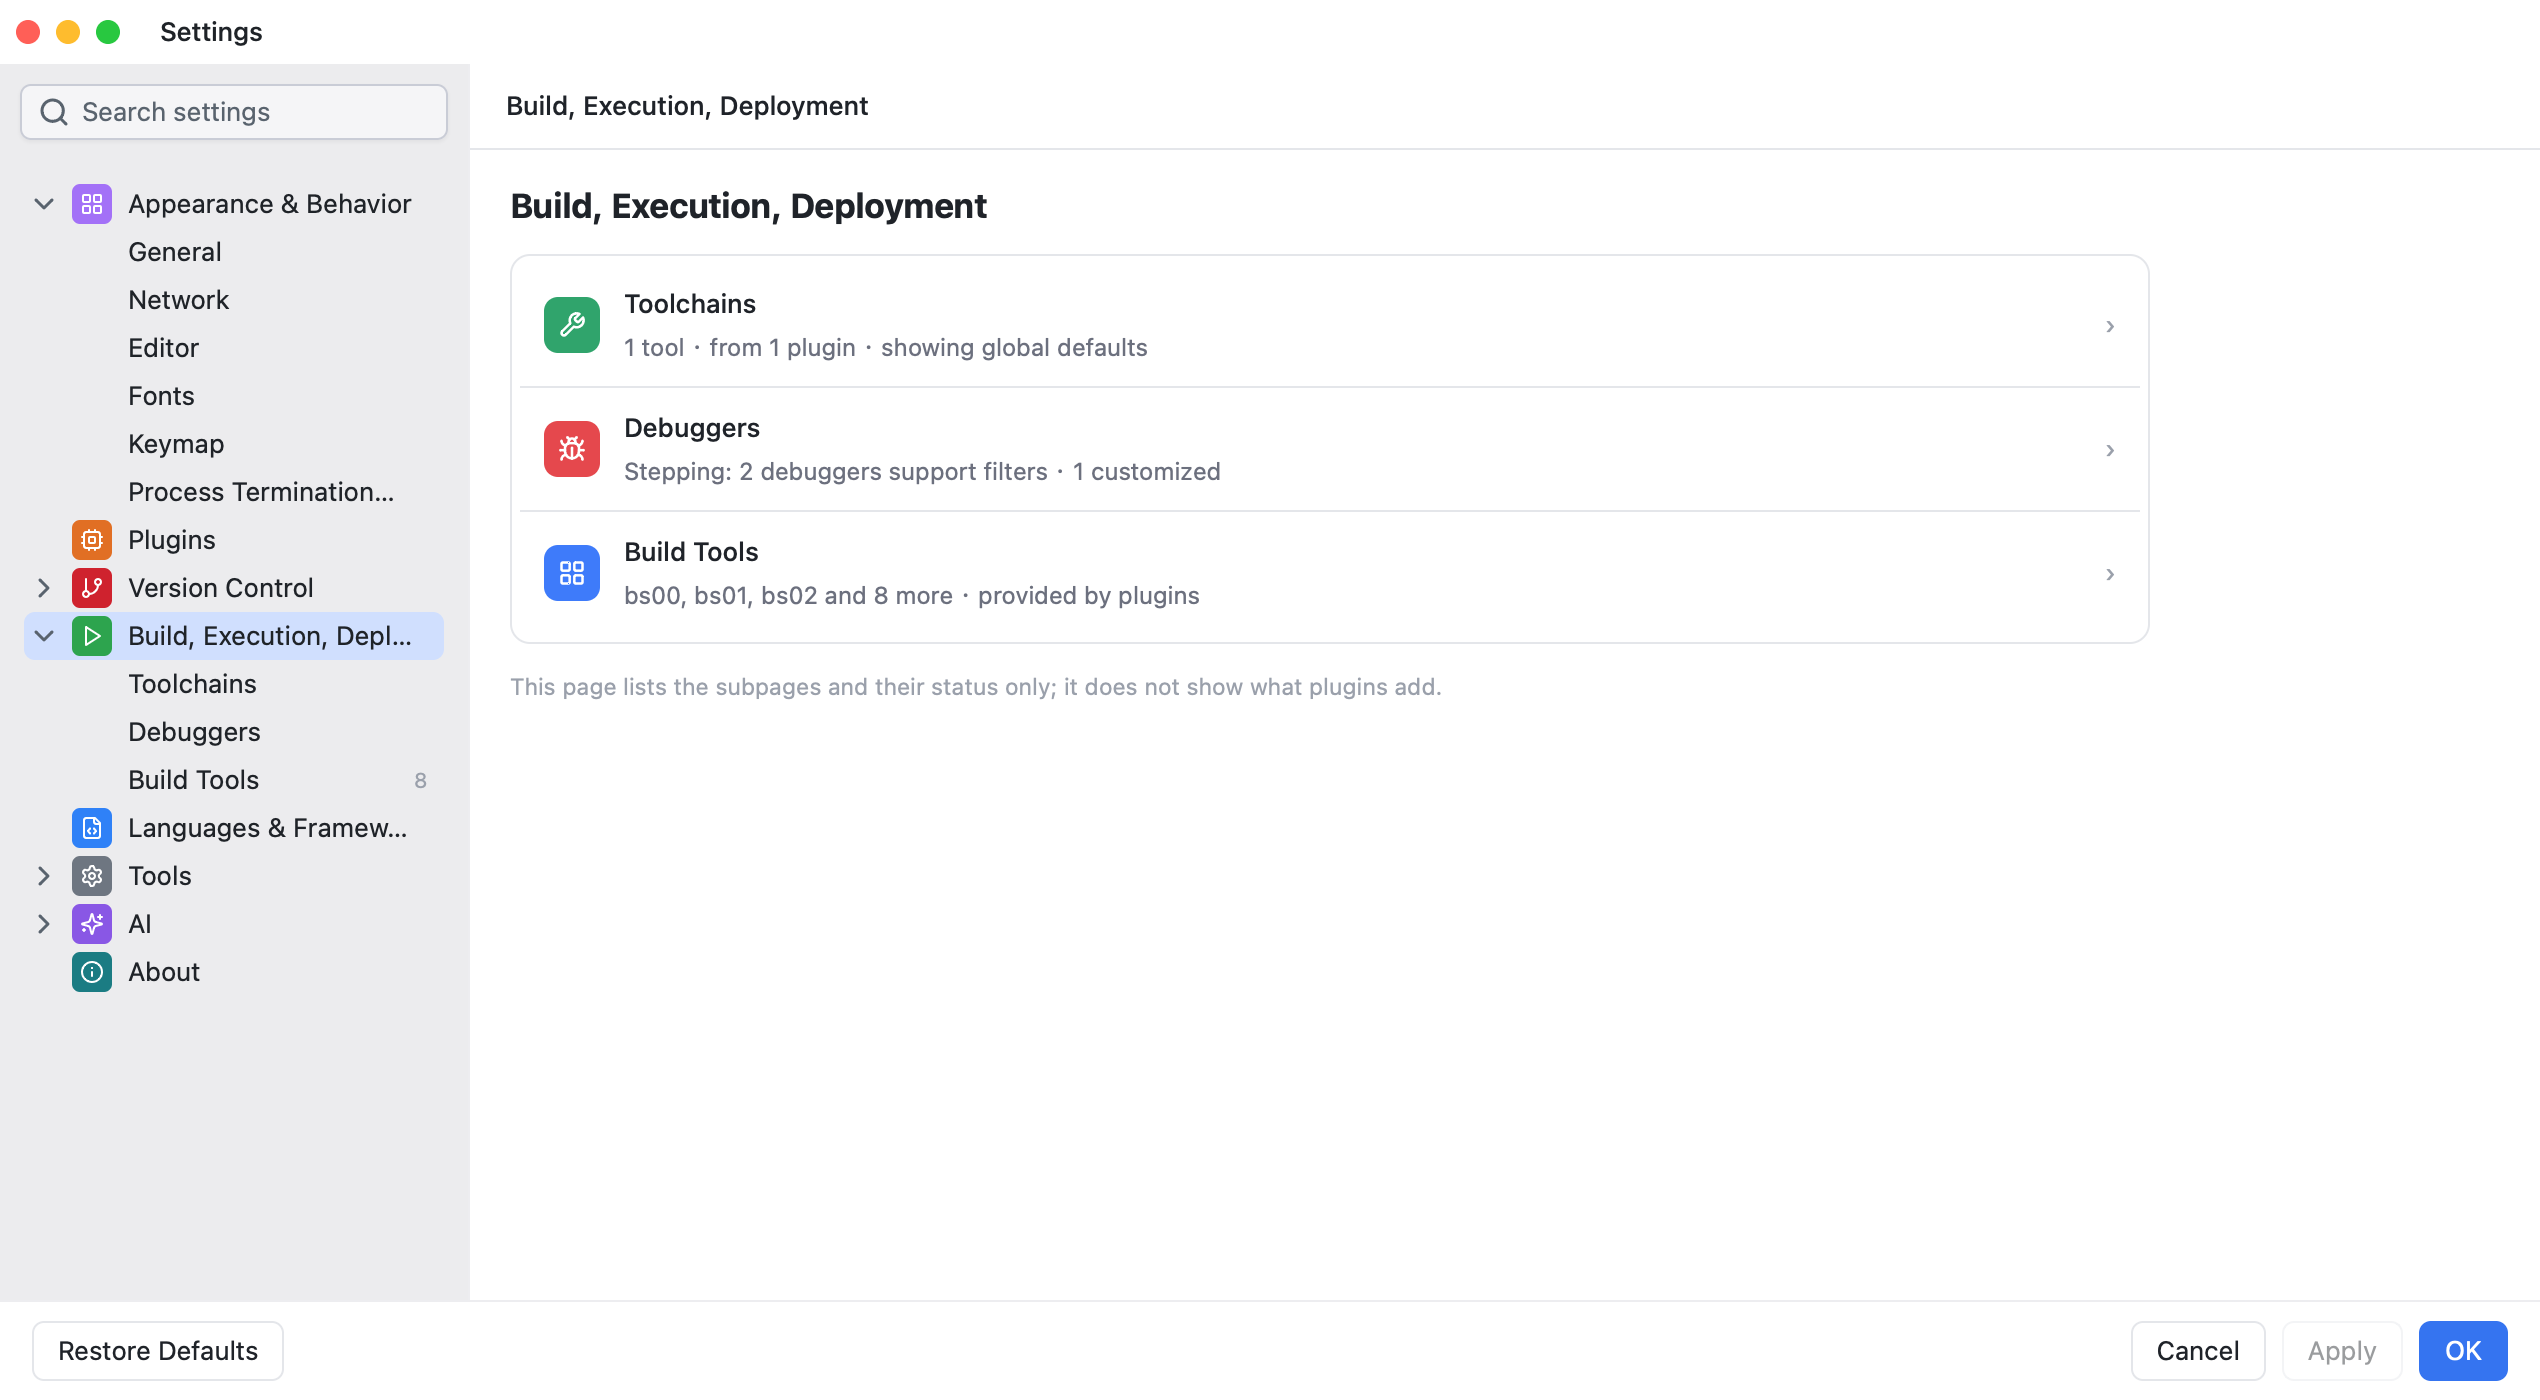 Settings
Search settings
Appearance & Behavior
General
Network
Editor
Fonts
Keymap
Process Termination...
Plugins
Version Control
Build, Execution, Depl...
Toolchains
Debuggers
Build Tools 8
Languages & Framew...
Tools
AI
About
Build, Execution, Deployment
Build, Execution, Deployment
Toolchains
1 tool · from 1 plugin · showing global defaults
Debuggers
Stepping: 2 debuggers support filters · 1 customized
Build Tools
bs00, bs01, bs02 and 8 more · provided by plugins
This page lists the subpages and their status only; it does not show what plugins add.
Restore Defaults
Cancel
Apply
OK